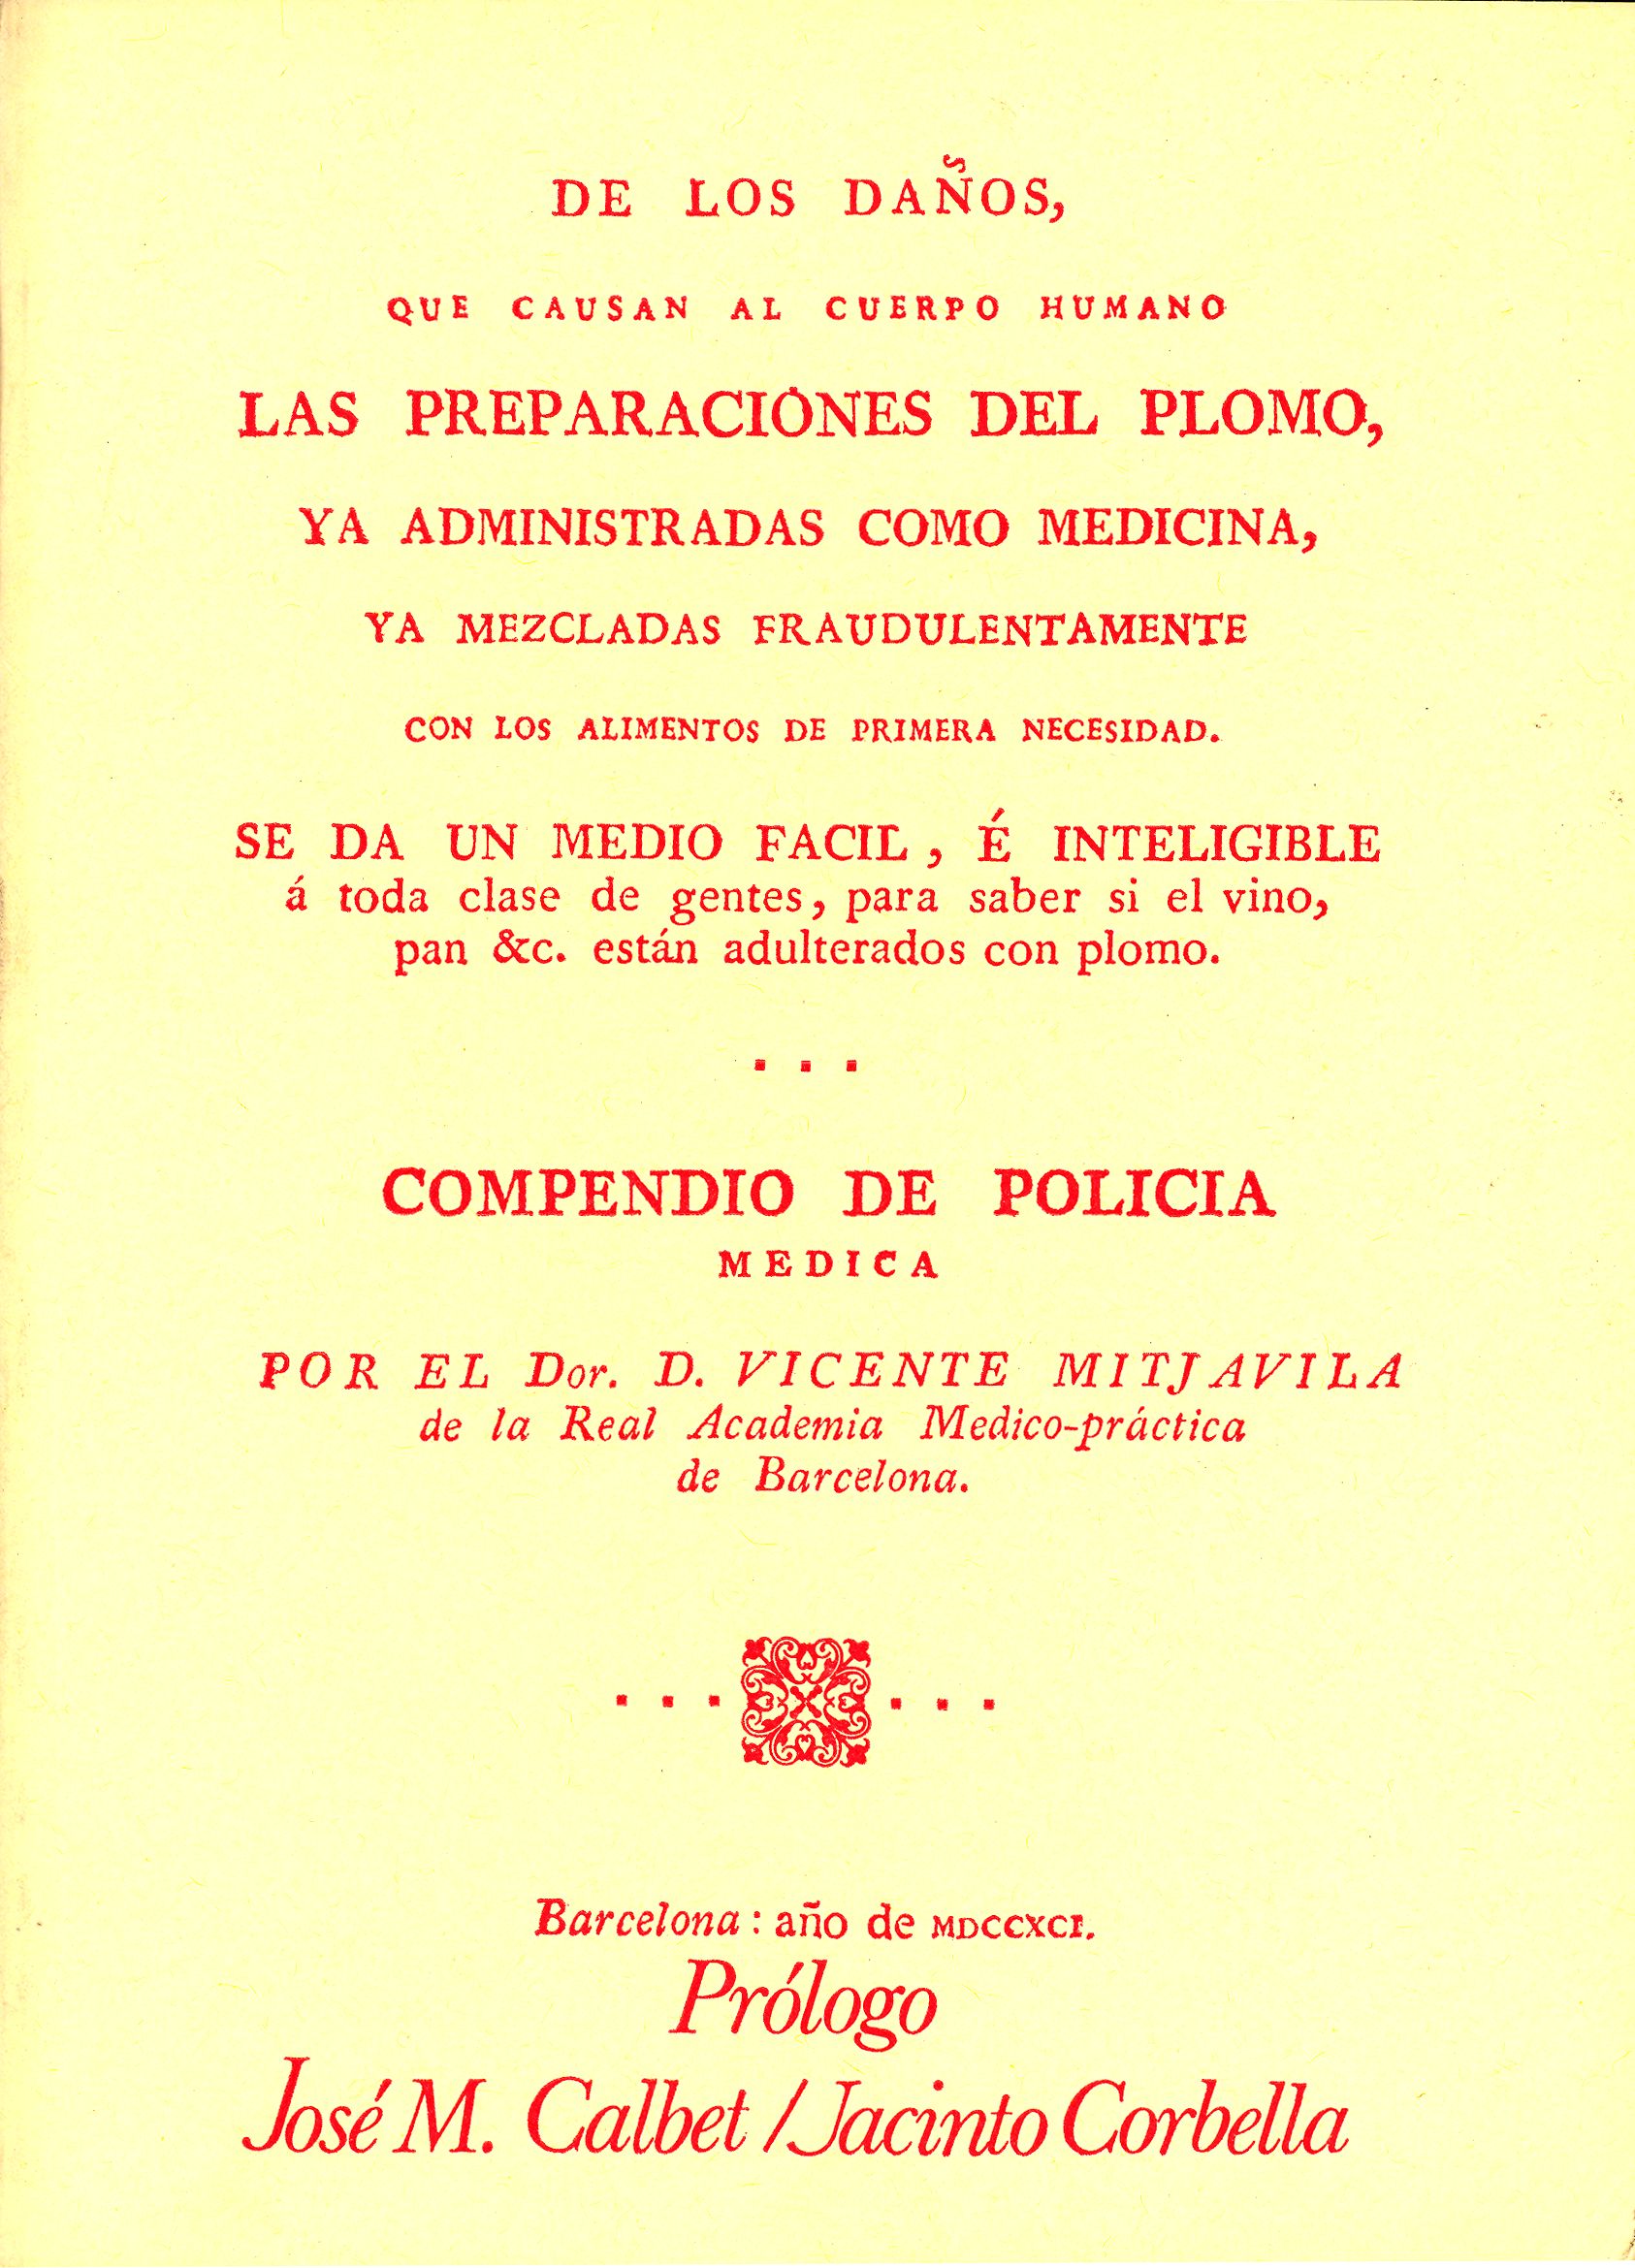 DE LOS DAÑOS,
QUE CAUSAN AL CUERPO HUMANO
LAS PREPARACIONES DEL PLOMO,
YA ADMINISTRADAS COMO MEDICINA,
YA MEZCLADAS FRAUDULENTAMENTE
CON LOS ALIMENTOS DE PRIMERA NECESIDAD.
SE DA UN MEDIO FACIL, É INTELIGIBLE
á toda clase de gentes, para saber si el vino,
pan &c. están adulterados con plomo.
COMPENDIO DE POLICIA
MEDICA
POR EL Dor. D. VICENTE MITJAVILA
de la Real Academia Medico-práctica
de Barcelona.
Barcelona: año de MDCCXCI.
Prólogo
José M. Calbet / Jacinto Corbella